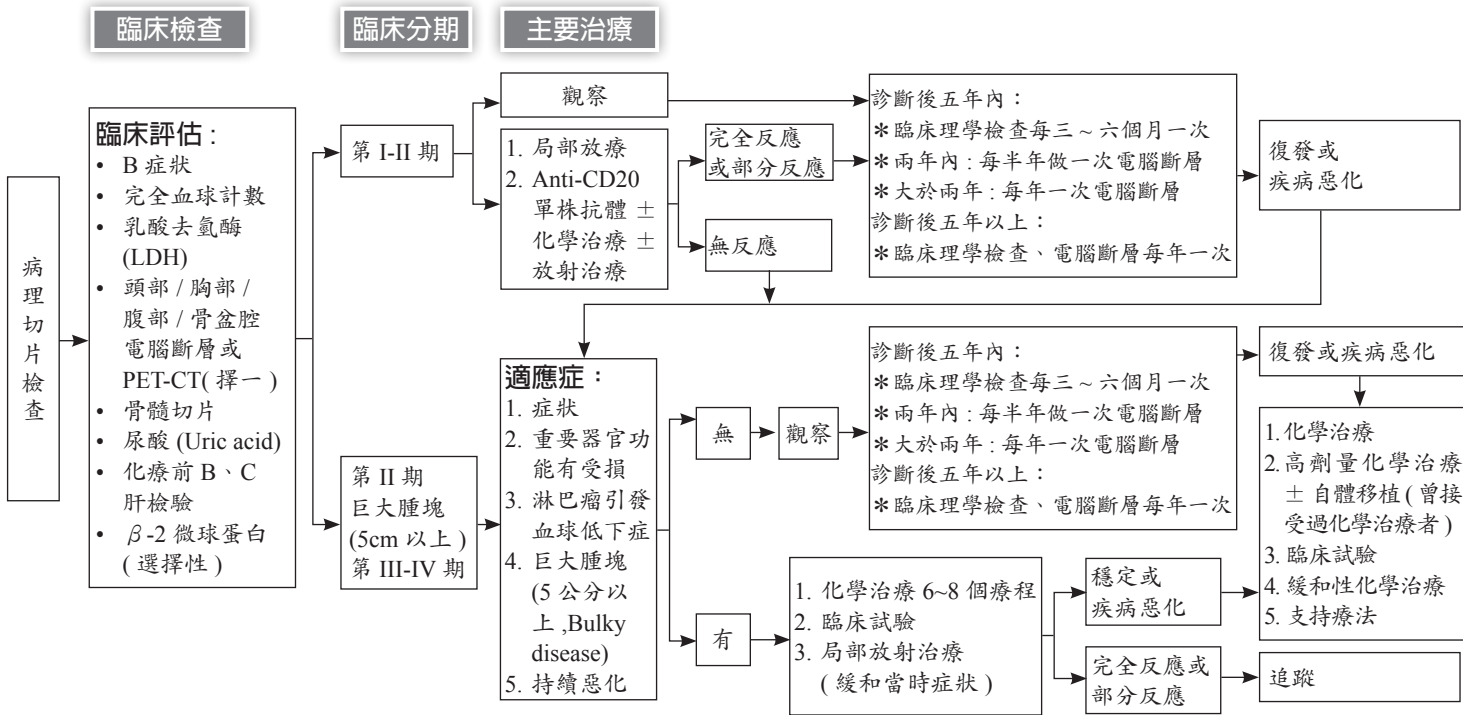 臨床檢查
臨床分期
主要治療
病
理
切
片
檢
查
臨床評估：
• B 症狀
• 完全血球計數
• 乳酸去氫酶
(LDH)
• 頭部 / 胸部 /
腹部 / 骨盆腔
電腦斷層或
PET-CT( 擇一 )
• 骨髓切片
• 尿酸 (Uric acid)
• 化療前 B、C
肝檢驗
• β-2 微球蛋白
( 選擇性 )
第 I-II 期
觀察
1. 局部放療
2. Anti-CD20
單株抗體 ±
化學治療 ±
放射治療
完全反應
或部分反應
無反應
診斷後五年內：
＊臨床理學檢查每三 ~ 六個月一次
＊兩年內 : 每半年做一次電腦斷層
＊大於兩年 : 每年一次電腦斷層
診斷後五年以上：
＊臨床理學檢查、電腦斷層每年一次
復發或
疾病惡化
第 II 期
巨大腫塊
(5cm 以上 )
第 III-IV 期
適應症：
1. 症狀
2. 重要器官功
能有受損
3. 淋巴瘤引發
血球低下症
4. 巨大腫塊
(5 公分以
上 ,Bulky
disease)
5. 持續惡化
無
觀察
診斷後五年內：
＊臨床理學檢查每三 ~ 六個月一次
＊兩年內 : 每半年做一次電腦斷層
＊大於兩年 : 每年一次電腦斷層
診斷後五年以上：
＊臨床理學檢查、電腦斷層每年一次
復發或疾病惡化
有
1. 化學治療 6~8 個療程
2. 臨床試驗
3. 局部放射治療
( 緩和當時症狀 )
穩定或
疾病惡化
完全反應或
部分反應
1.化學治療
2.高劑量化學治療
± 自體移植 ( 曾接
受過化學治療者 )
3. 臨床試驗
4. 緩和性化學治療
5. 支持療法
追蹤